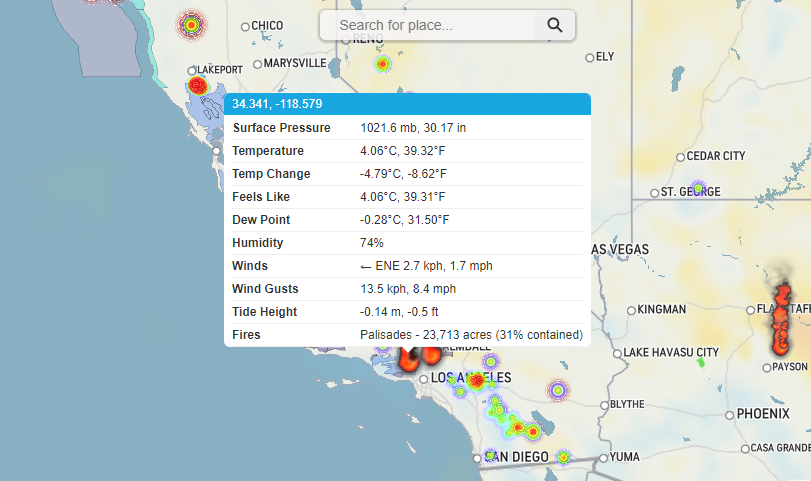 CHICO
Search for place...
RENO
ELY
LAKEPORT
MARYSVILLE
34.341, -118.579
Surface Pressure 1021.6 mb, 30.17 in
Temperature 4.06°C, 39.32°F
CEDAR CITY
Temp Change -4.79°C, -8.62°F
ST. GEORGE
Feels Like 4.06°C, 39.31°F
Dew Point -0.28°C, 31.50°F
Humidity 74%
AS VEGAS
Winds ← ENE 2.7 kph, 1.7 mph
Wind Gusts 13.5 kph, 8.4 mph
KINGMAN
FLAGSTAFF
Tide Height -0.14 m, -0.5 ft
Fires Palisades - 23,713 acres (31% contained)
LAKE HAVASU CITY
PAYSON
LOS ANGELES
BLYTHE
PHOENIX
CASA GRANDE
SAN DIEGO
YUMA